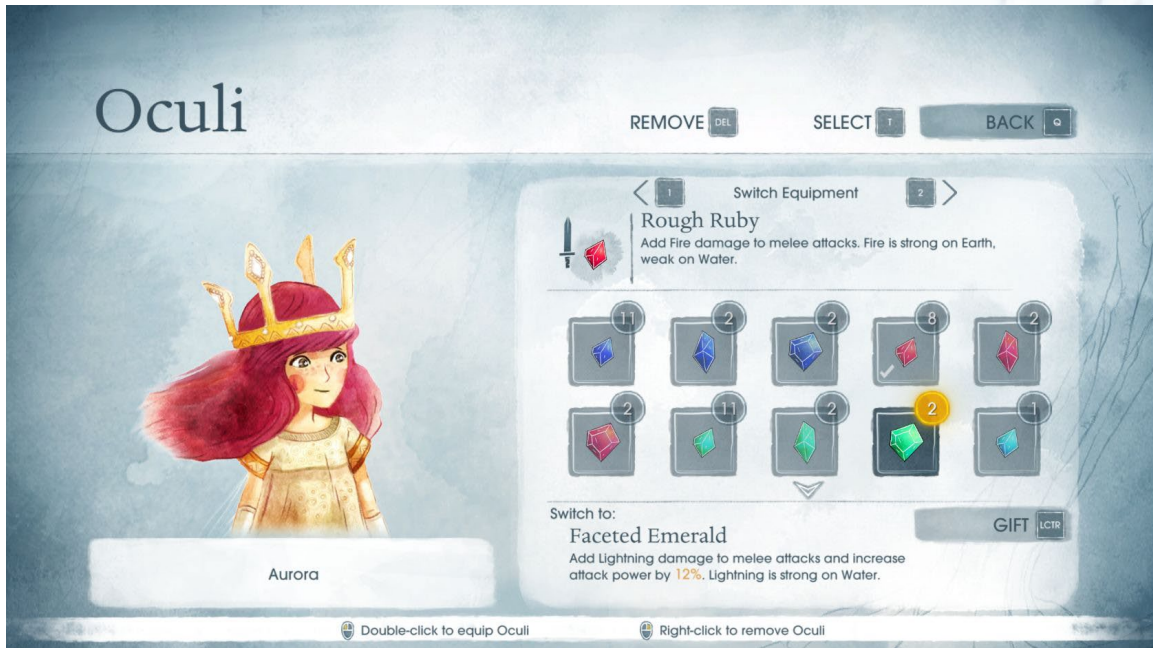 Oculi
REMOVE DEL
SELECT T
BACK Q
1 Switch Equipment 2
Rough Ruby
Add Fire damage to melee attacks. Fire is strong on Earth,
weak on Water.
11 2 2 8 2
2 11 2 2 1
Switch to:
Faceted Emerald
GIFT LCTR
Add Lightning damage to melee attacks and increase
attack power by 12%. Lightning is strong on Water.
Aurora
Double-click to equip Oculi
Right-click to remove Oculi